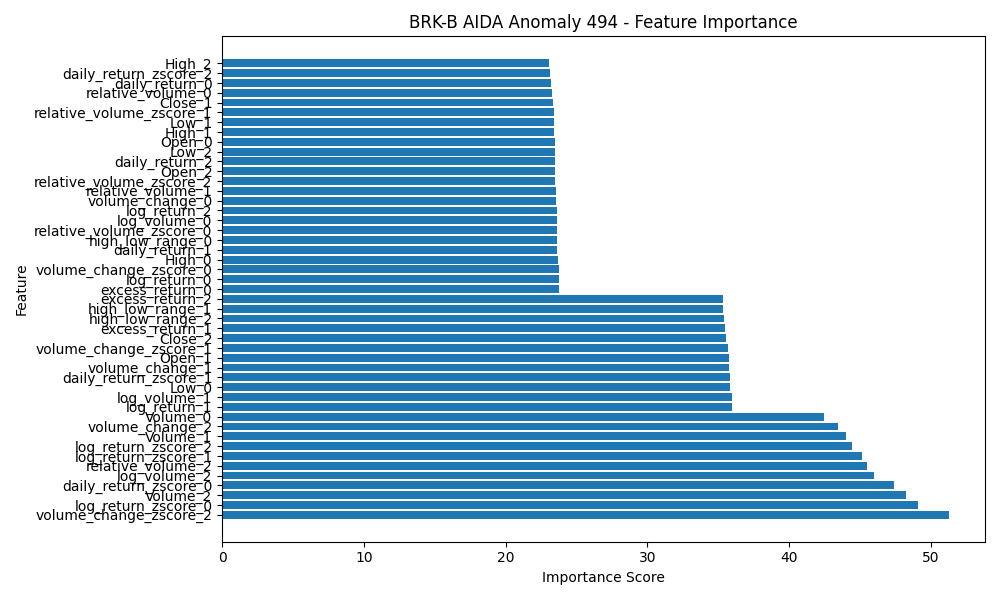 BRK-B AIDA Anomaly 494 - Feature Importance
High_2
daily_return_zscore_2
daily_return_0
relative_volume_0
Close_1
relative_volume_zscore_1
Low_1
High_1
Open_0
Low_2
daily_return_2
Open_2
relative_volume_zscore_2
relative_volume_1
volume_change_0
log_return_2
log_volume_0
relative_volume_zscore_0
high_low_range_0
daily_return_1
High_0
volume_change_zscore_0
log_return_0
excess_return_0
excess_return_2
high_low_range_1
high_low_range_2
excess_return_1
Close_2
volume_change_zscore_1
Open_1
volume_change_1
daily_return_zscore_1
Low_0
log_volume_1
log_return_1
Volume_0
volume_change_2
Volume_1
log_return_zscore_2
log_return_zscore_1
relative_volume_2
log_volume_2
daily_return_zscore_0
Volume_2
log_return_zscore_0
volume_change_zscore_2
Feature
0 10 20 30 40 50
Importance Score